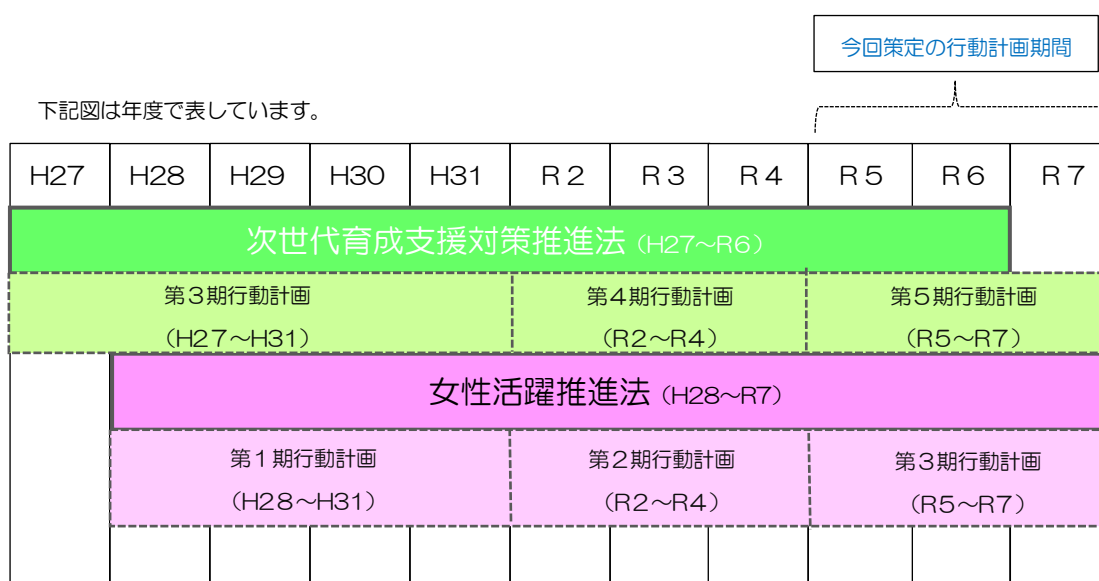 今回策定の行動計画期間
下記図は年度で表しています。
H27 H28 H29 H30 H31 R2 R3 R4 R5 R6 R7
次世代育成支援対策推進法（H27～R6）
第3期行動計画 第4期行動計画 第5期行動計画
（H27～H31） （R2～R4） （R5～R7）
女性活躍推進法（H28～R7）
第1期行動計画 第2期行動計画 第3期行動計画
（H28～H31） （R2～R4） （R5～R7）